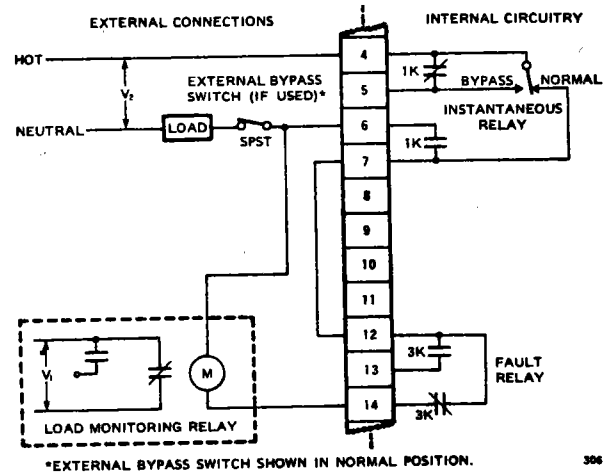 EXTERNAL CONNECTIONS
INTERNAL CIRCUITRY
HOT
4
1K
BYPASS
NORMAL
V₂
EXTERNAL BYPASS
SWITCH (IF USED)*
5
INSTANTANEOUS
RELAY
NEUTRAL
LOAD
SPST
6
1K
7
8
9
10
11
12
3K
13
FAULT
RELAY
V₁
M
14
3K
LOAD MONITORING RELAY
*EXTERNAL BYPASS SWITCH SHOWN IN NORMAL POSITION.
306